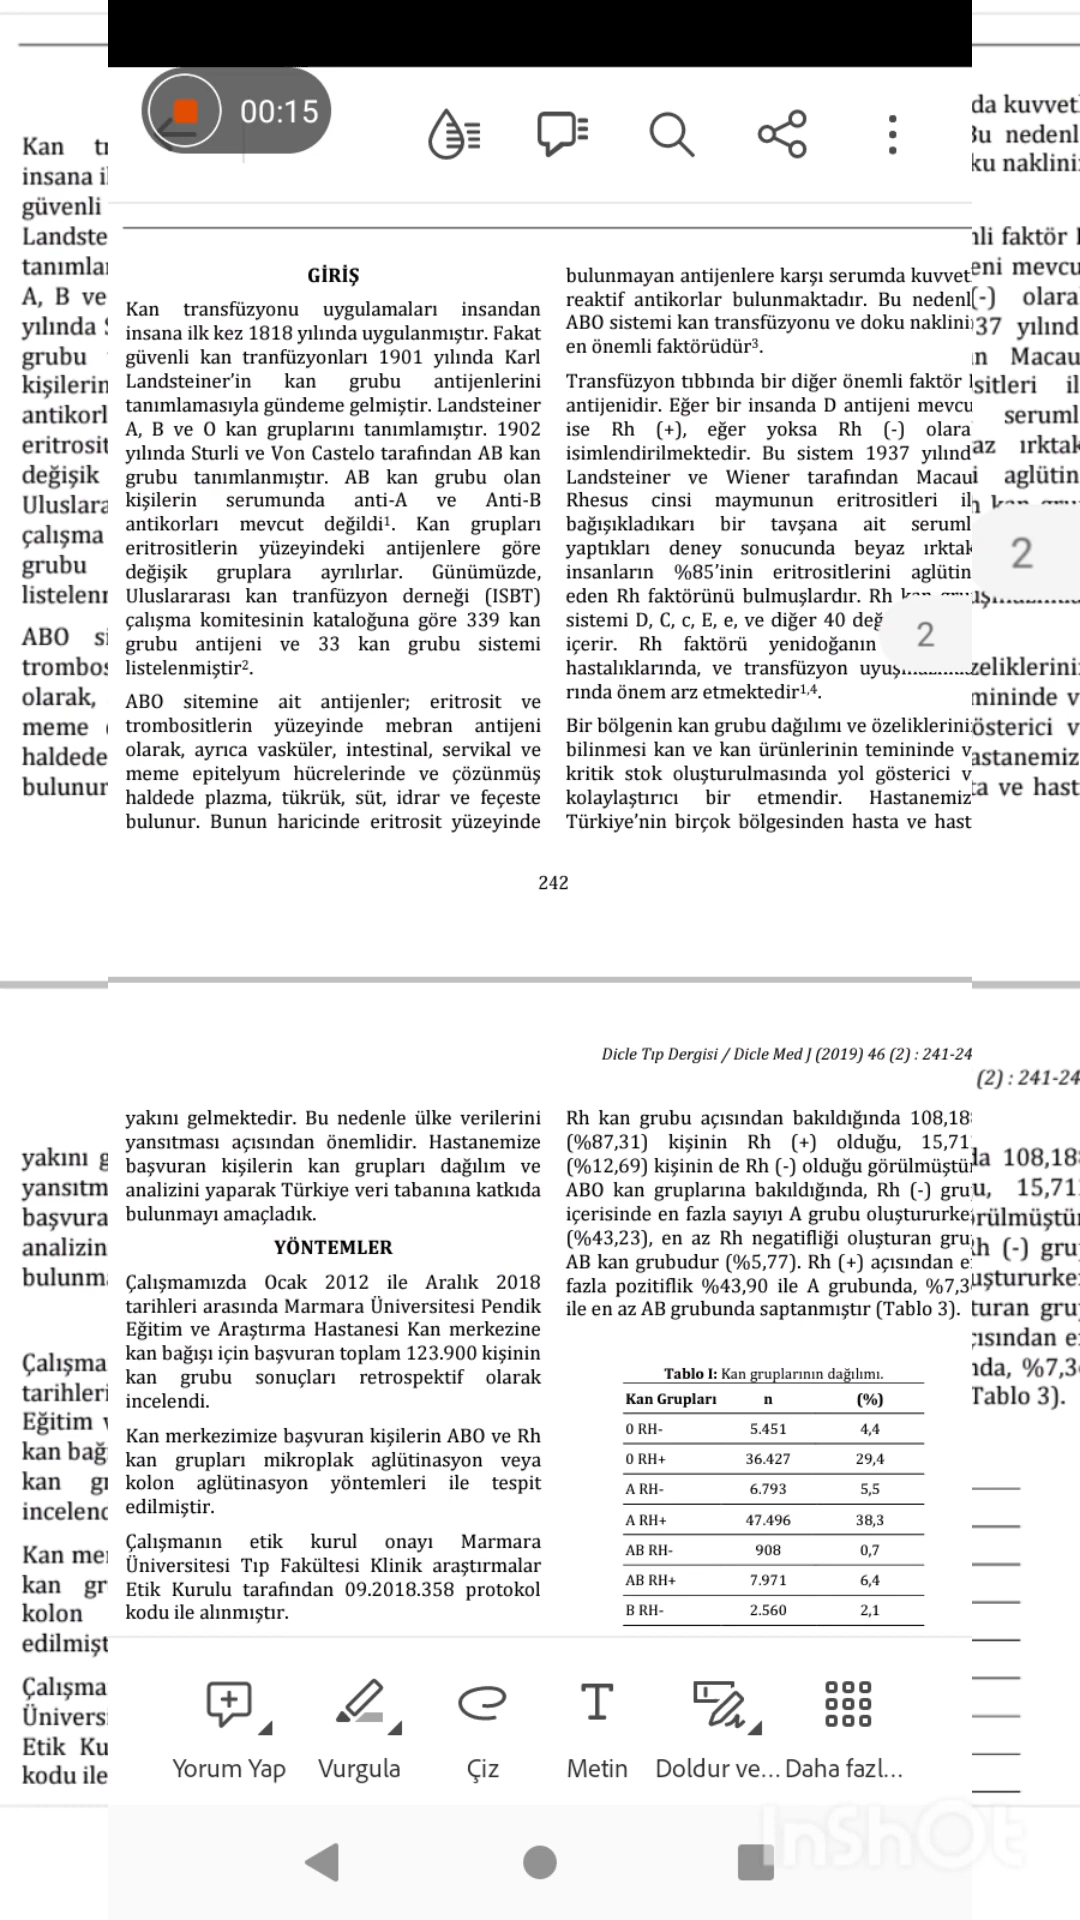 00:15
GİRİŞ
Kan transfüzyonu uygulamaları insandan
insana ilk kez 1818 yılında uygulanmıştır. Fakat
güvenli kan tranfüzyonları 1901 yılında Karl
Landsteiner'in kan grubu antijenlerini
tanımlamasıyla gündeme gelmiştir. Landsteiner
A, B ve O kan gruplarını tanımlamıştır. 1902
yılında Sturli ve Von Castelo tarafından AB kan
grubu tanımlanmıştır. AB kan grubu olan
kişilerin serumunda anti-A ve Anti-B
antikorları mevcut değildi¹. Kan grupları
eritrositlerin yüzeyindeki antijenlere göre
değişik gruplara ayrılırlar. Günümüzde,
Uluslararası kan tranfüzyon derneği (ISBT)
çalışma komitesinin kataloğuna göre 339 kan
grubu antijeni ve 33 kan grubu sistemi
listelenmiştir².
ABO sitemine ait antijenler; eritrosit ve
trombositlerin yüzeyinde mebran antijeni
olarak, ayrıca vasküler, intestinal, servikal ve
meme epitelyum hücrelerinde ve çözünmüş
haldede plazma, tükrük, süt, idrar ve feçeste
bulunur. Bunun haricinde eritrosit yüzeyinde
bulunmayan antijenlere karşı serumda kuvvet
reaktif antikorlar bulunmaktadır. Bu nedenl
ABO sistemi kan transfüzyonu ve doku naklini
en önemli faktörüdür³.
Transfüzyon tıbbında bir diğer önemli faktör
antijenidir. Eğer bir insanda D antijeni mevcu
ise Rh (+), eğer yoksa Rh (-) olara
isimlendirilmektedir. Bu sistem 1937 yılınd
Landsteiner ve Wiener tarafından Macau
Rhesus cinsi maymunun eritrositleri il
bağışıkladıkarı bir tavşana ait seruml
yaptıkları deney sonucunda beyaz ırktak
insanların %85'inin eritrositlerini aglütin
eden Rh faktörünü bulmuşlardır. Rh
sistemi D, C, c, E, e, ve diğer 40 değ
içerir. Rh faktörü yenidoğanın
hastalıklarında, ve transfüzyon
rında önem arz etmektedir¹,⁴.
2
Bir bölgenin kan grubu dağılımı ve özeliklerini
bilinmesi kan ve kan ürünlerinin temininde v
kritik stok oluşturulmasında yol gösterici v
kolaylaştırıcı bir etmendir. Hastanemiz
Türkiye'nin birçok bölgesinden hasta ve hast
242
Dicle Tıp Dergisi / Dicle Med J (2019) 46 (2) : 241-24
yakını gelmektedir. Bu nedenle ülke verilerini
yansıtması açısından önemlidir. Hastanemize
başvuran kişilerin kan grupları dağılım ve
analizini yaparak Türkiye veri tabanına katkıda
bulunmayı amaçladık.
YÖNTEMLER
Çalışmamızda Ocak 2012 ile Aralık 2018
tarihleri arasında Marmara Üniversitesi Pendik
Eğitim ve Araştırma Hastanesi Kan merkezine
kan bağışı için başvuran toplam 123.900 kişinin
kan grubu sonuçları retrospektif olarak
incelendi.
Kan merkezimize başvuran kişilerin ABO ve Rh
kan grupları mikroplak aglütinasyon veya
kolon aglütinasyon yöntemleri ile tespit
edilmiştir.
Çalışmanın etik kurul onayı Marmara
Üniversitesi Tıp Fakültesi Klinik araştırmalar
Etik Kurulu tarafından 09.2018.358 protokol
kodu ile alınmıştır.
Rh kan grubu açısından bakıldığında 108,18
(%87,31) kişinin Rh (+) olduğu, 15,71
(%12,69) kişinin de Rh (-) olduğu görülmüştür
ABO kan gruplarına bakıldığında, Rh (-) gru
içerisinde en fazla sayıyı A grubu oluştururke
(%43,23), en az Rh negatifliği oluşturan gru
AB kan grubudur (%5,77). Rh (+) açısından e
fazla pozitiflik %43,90 ile A grubunda, %7,3
ile en az AB grubunda saptanmıştır (Tablo 3).
Tablo I: Kan gruplarının dağılımı.
Kan Grupları n (%)
0 RH- 5.451 4,4
0 RH+ 36.427 29,4
A RH- 6.793 5,5
A RH+ 47.496 38,3
AB RH- 908 0,7
AB RH+ 7.971 6,4
B RH- 2.560 2,1
Yorum Yap Vurgula Çiz Metin Doldur ve... Daha fazl...
InShOt